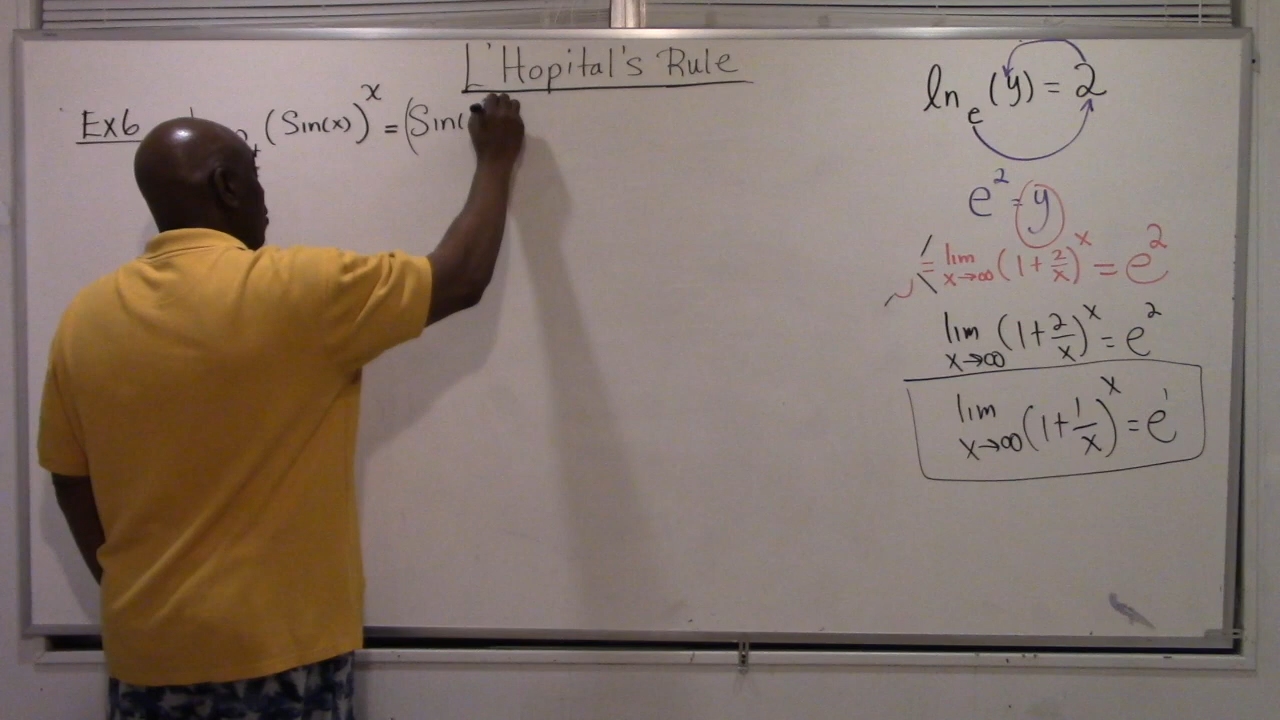 L'Hopital's Rule
Ex6 (Sin(x))^x = (Sin(
ln_e (y) = 2
e^2 = y
= lim x→∞ (1 + 2/x)^x = e^2
lim x→∞ (1 + 2/x)^x = e^2
lim x→∞ (1 + 1/x)^x = e^1